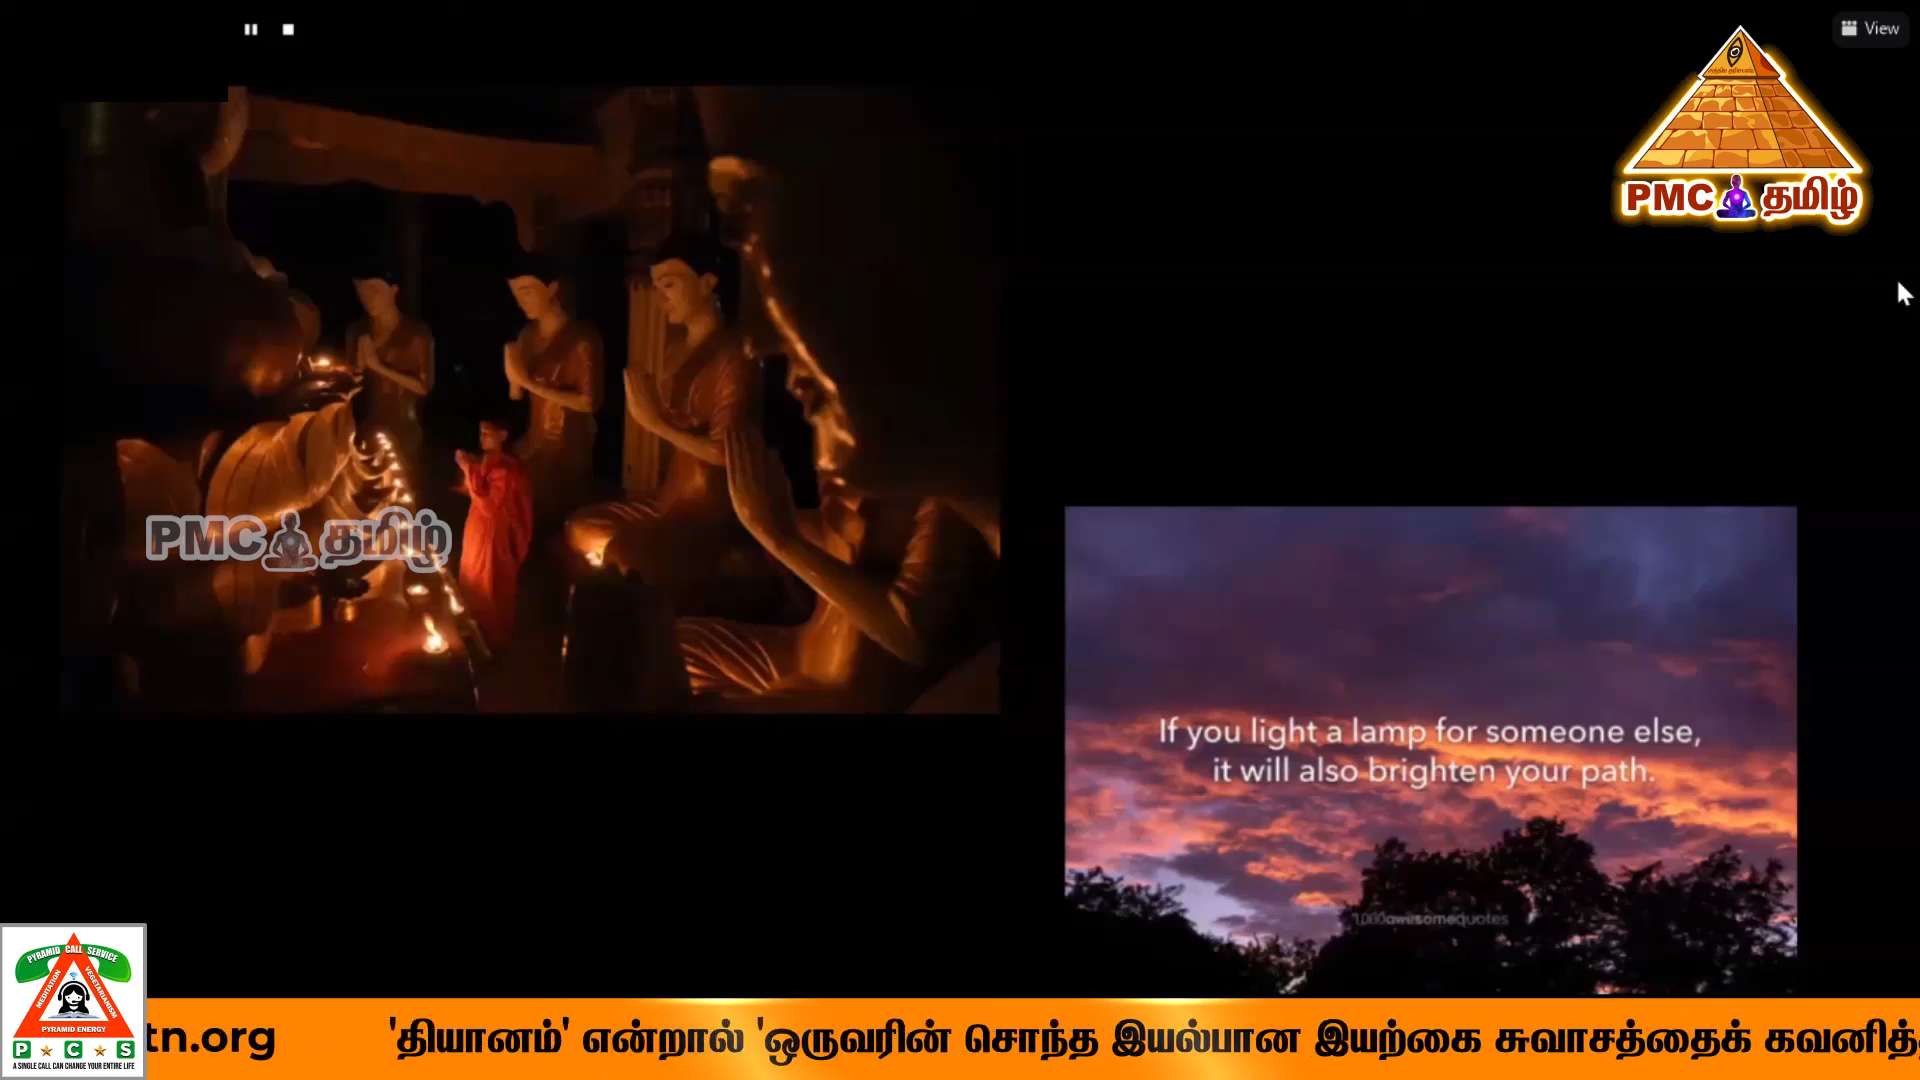 View
PMC தமிழ்
PMC தமிழ்
If you light a lamp for someone else,
it will also brighten your path.
1000awesomequotes
PYRAMID CALL SERVICE
MEDITATION
VEGETARIANISM
PYRAMID ENERGY
P ★ C ★ S
A SINGLE CALL CAN CHANGE YOUR ENTIRE LIFE
tn.org 'தியானம்' என்றால் 'ஒருவரின் சொந்த இயல்பான இயற்கை சுவாசத்தைக் கவனித்